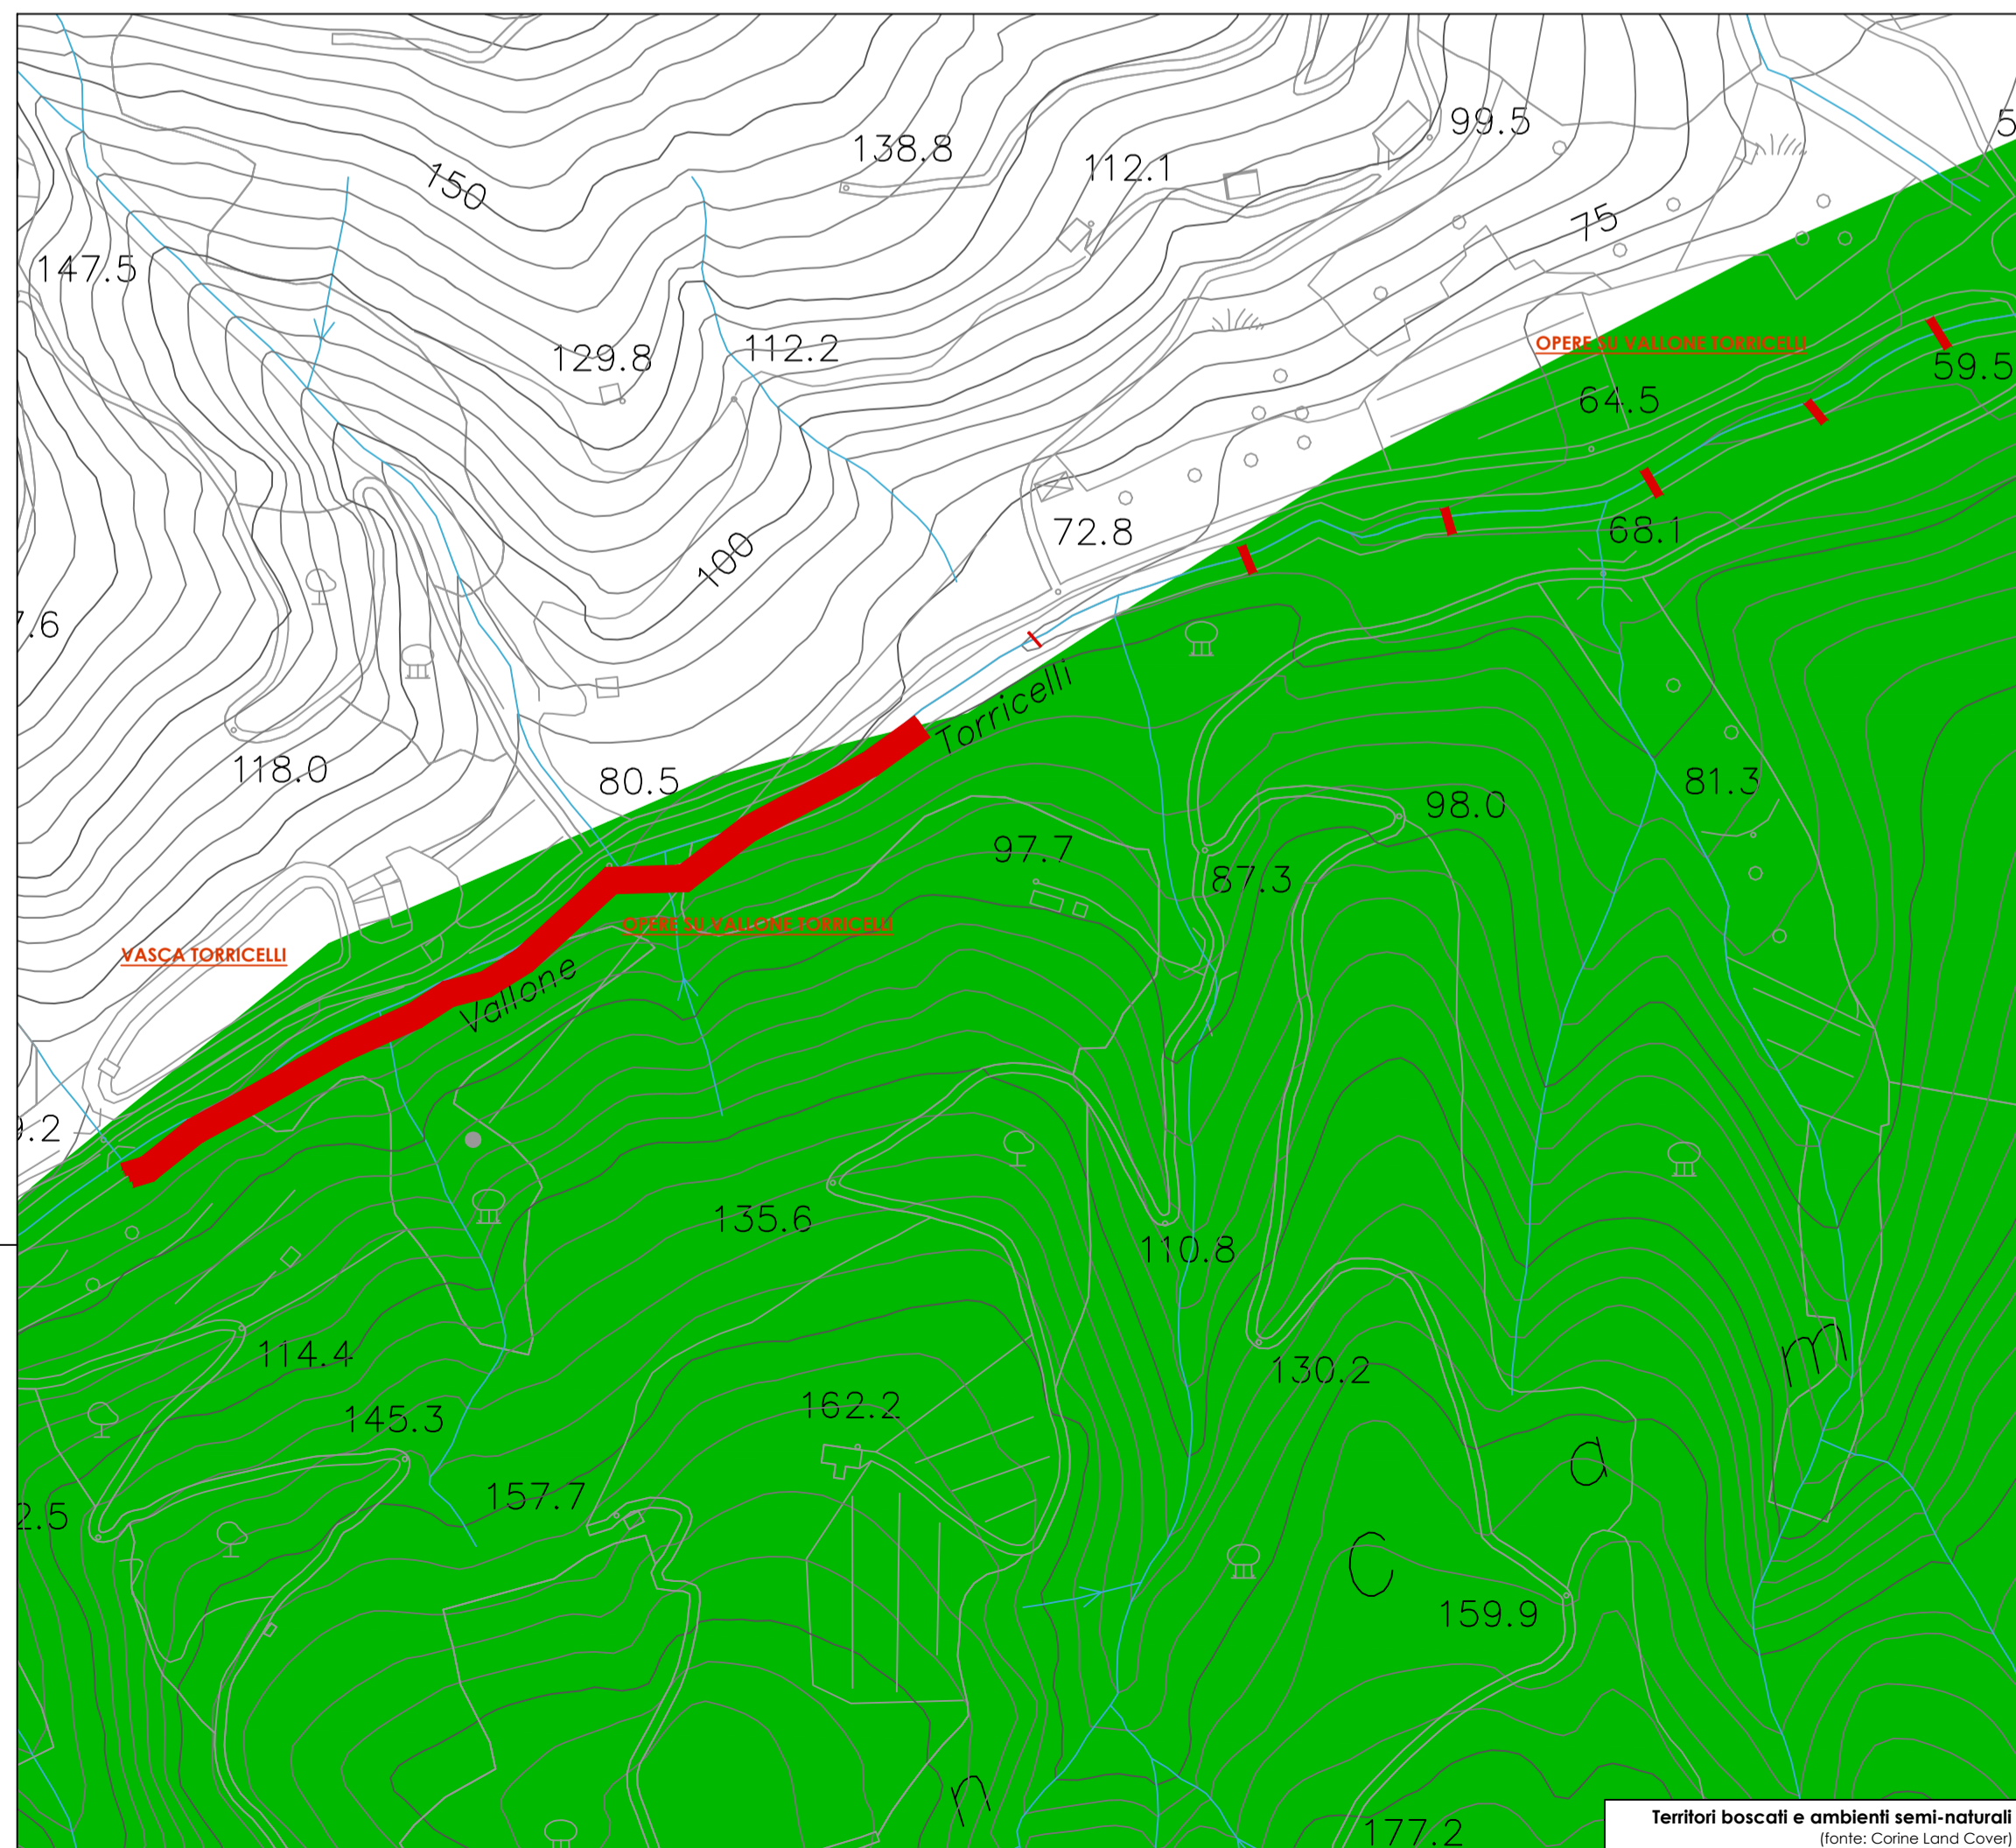 138.8
99.5
112.1
150
75
147.5
129.8
112.2
OPERE SU VALLONE TORRICELLI
59.5
64.5
72.8
68.1
100
118.0
80.5
Torricelli
81.3
98.0
97.7
87.3
OPERE SU VALLONE TORRICELLI
VASCA TORRICELLI
Vallone
135.6
110.8
114.4
130.2
m
162.2
145.3
a
157.7
C
159.9
n
177.2
Territori boscati e ambienti semi-naturali
(fonte: Corine Land Cover)